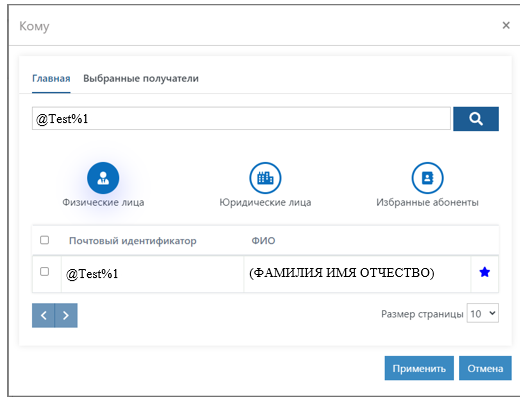 Кому
×
Главная Выбранные получатели
@Test%1
Физические лица Юридические лица Избранные абоненты
Почтовый идентификатор ФИО
@Test%1 (ФАМИЛИЯ ИМЯ ОТЧЕСТВО)
Размер страницы 10
Применить Отмена